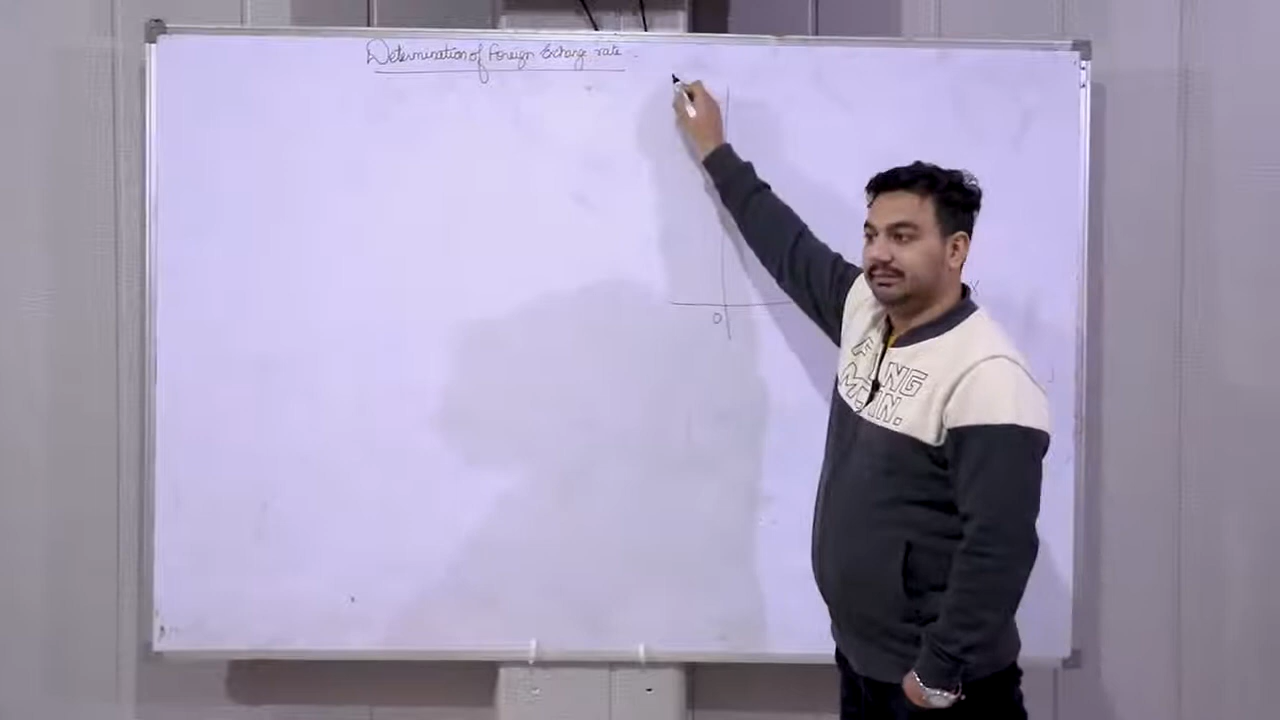 Determination of Foreign Exchange rate
O
X